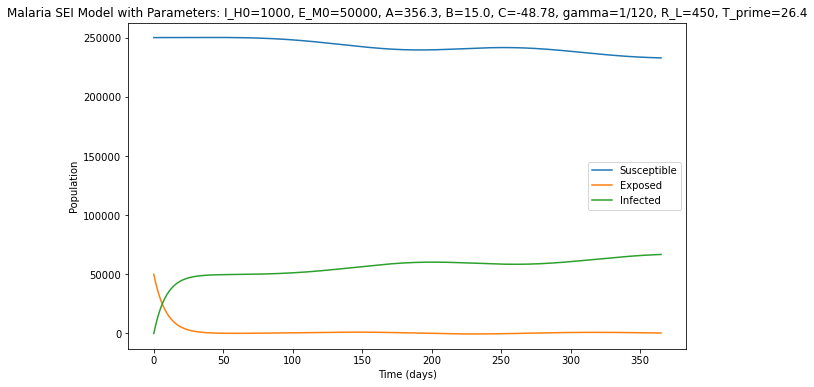 Malaria SEI Model with Parameters: I_H0=1000, E_M0=50000, A=356.3, B=15.0, C=-48.78, gamma=1/120, R_L=450, T_prime=26.4
250000
200000
150000
100000
50000
0
Population
Susceptible
Exposed
Infected
0 50 100 150 200 250 300 350
Time (days)